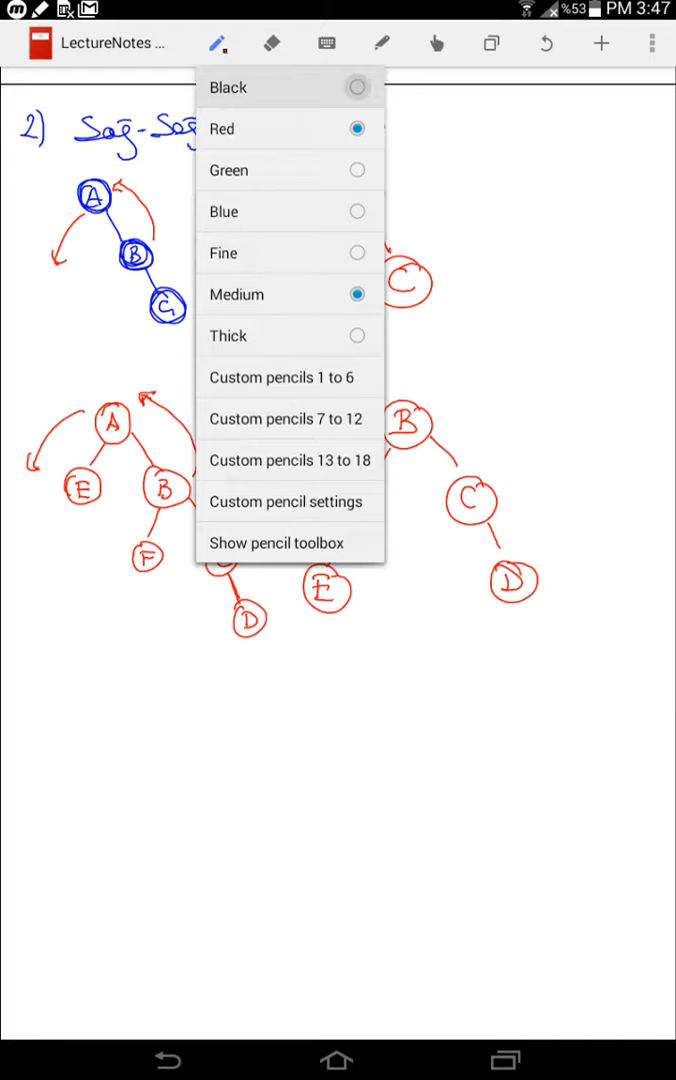 %53 PM 3:47
LectureNotes ...
Black
2) Sağ-Sağ
Red
Green
A
Blue
B
Fine
C
C
Medium
Thick
Custom pencils 1 to 6
A
Custom pencils 7 to 12
B
Custom pencils 13 to 18
E
B
C
Custom pencil settings
F
Show pencil toolbox
E
D
D